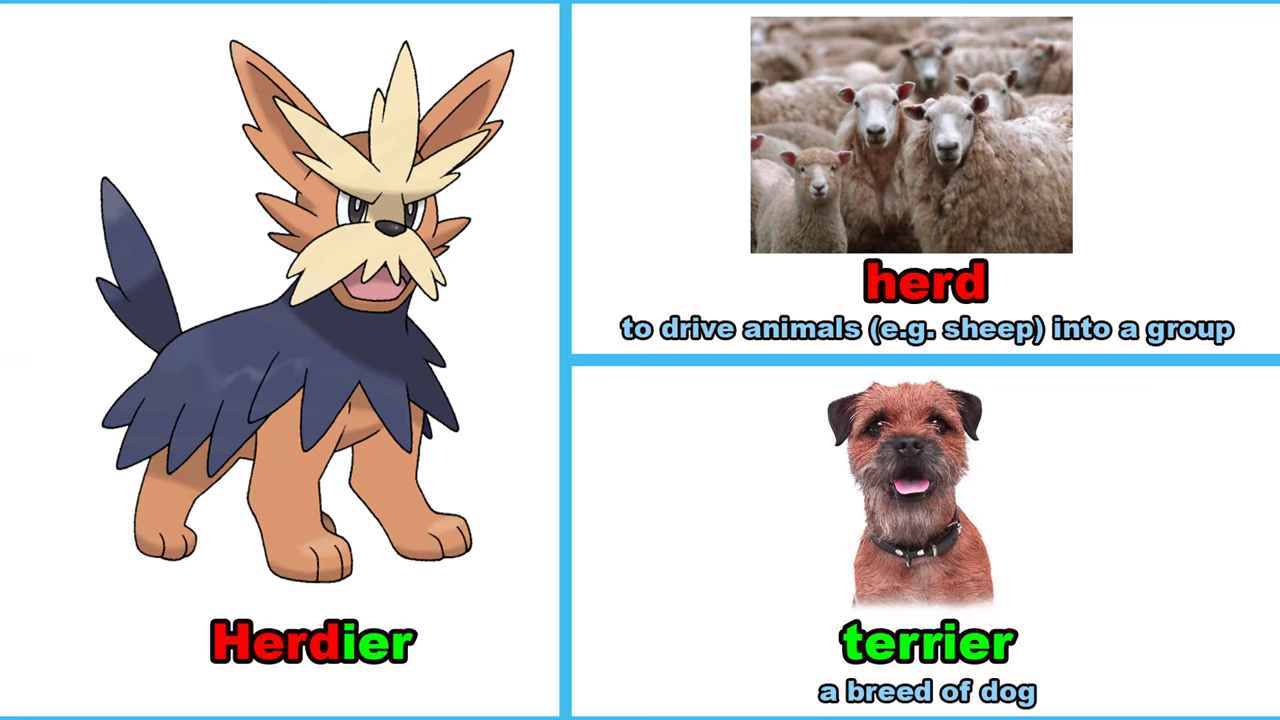 Herdier
herd
to drive animals (e.g. sheep) into a group
terrier
a breed of dog